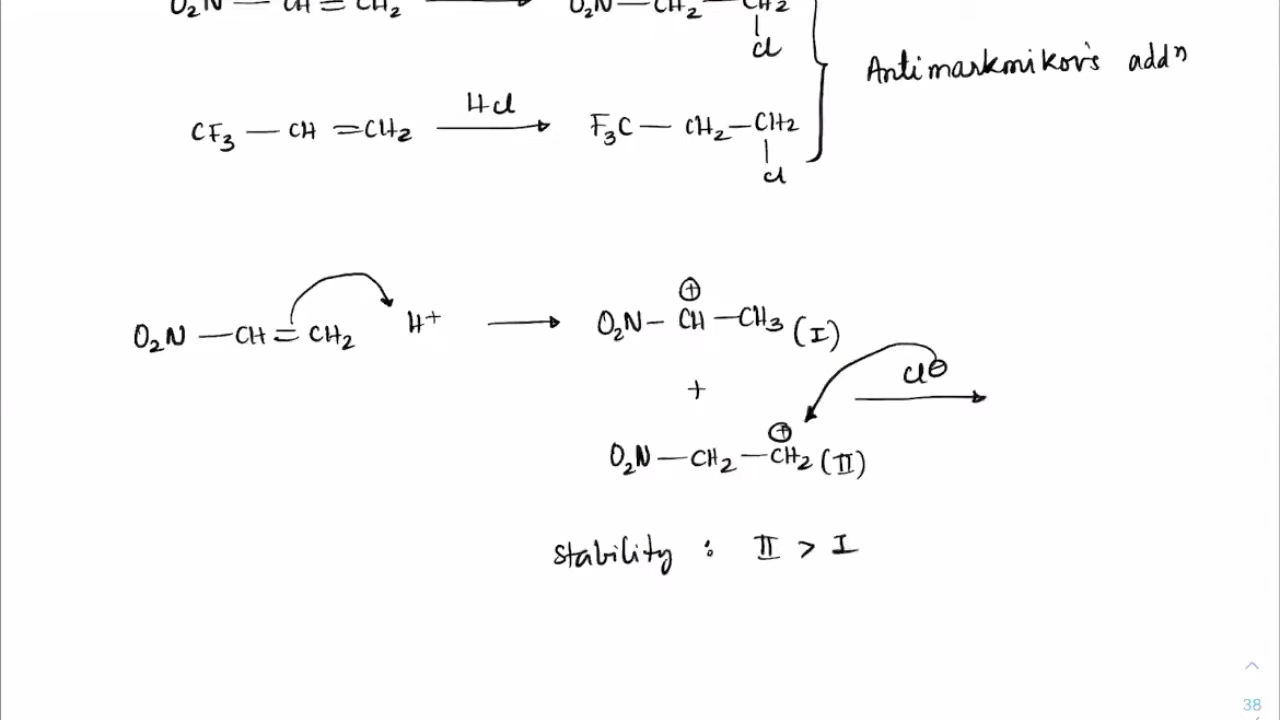 O₂N — CH = CH₂ ⟶ O₂N — CH₂ — CH₂
Cl
Antimarkonikov's addⁿ
HCl
CF₃ — CH = CH₂ ⟶ F₃C — CH₂ — CH₂
Cl
⊕
O₂N — CH = CH₂ H⁺ ⟶ O₂N — CH — CH₃ (I)
+ Cl⊖ ⟶
⊕
O₂N — CH₂ — CH₂ (II)
stability : II > I
38